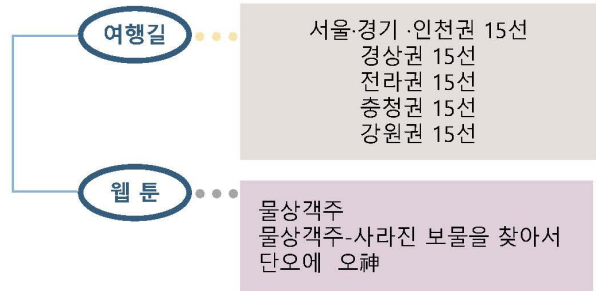 여행길
서울·경기 ·인천권 15선
경상권 15선
전라권 15선
충청권 15선
강원권 15선
웹 툰
물상객주
물상객주-사라진 보물을 찾아서
단오에 오神